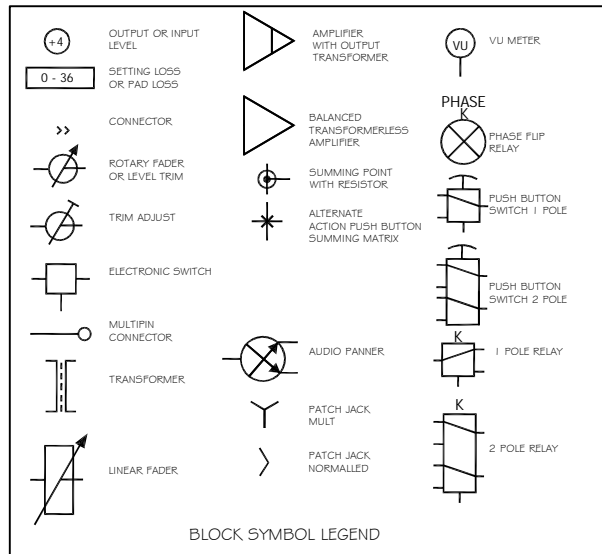 +4
OUTPUT OR INPUT
LEVEL
0 - 36
SETTING LOSS
OR PAD LOSS
CONNECTOR
ROTARY FADER
OR LEVEL TRIM
TRIM ADJUST
ELECTRONIC SWITCH
MULTIPIN
CONNECTOR
TRANSFORMER
LINEAR FADER
AMPLIFIER
WITH OUTPUT
TRANSFORMER
BALANCED
TRANSFORMERLESS
AMPLIFIER
SUMMING POINT
WITH RESISTOR
ALTERNATE
ACTION PUSH BUTTON
SUMMING MATRIX
AUDIO PANNER
PATCH JACK
MULT
PATCH JACK
NORMALLED
VU
VU METER
PHASE
K
PHASE FLIP
RELAY
PUSH BUTTON
SWITCH 1 POLE
PUSH BUTTON
SWITCH 2 POLE
K
1 POLE RELAY
K
2 POLE RELAY
BLOCK SYMBOL LEGEND